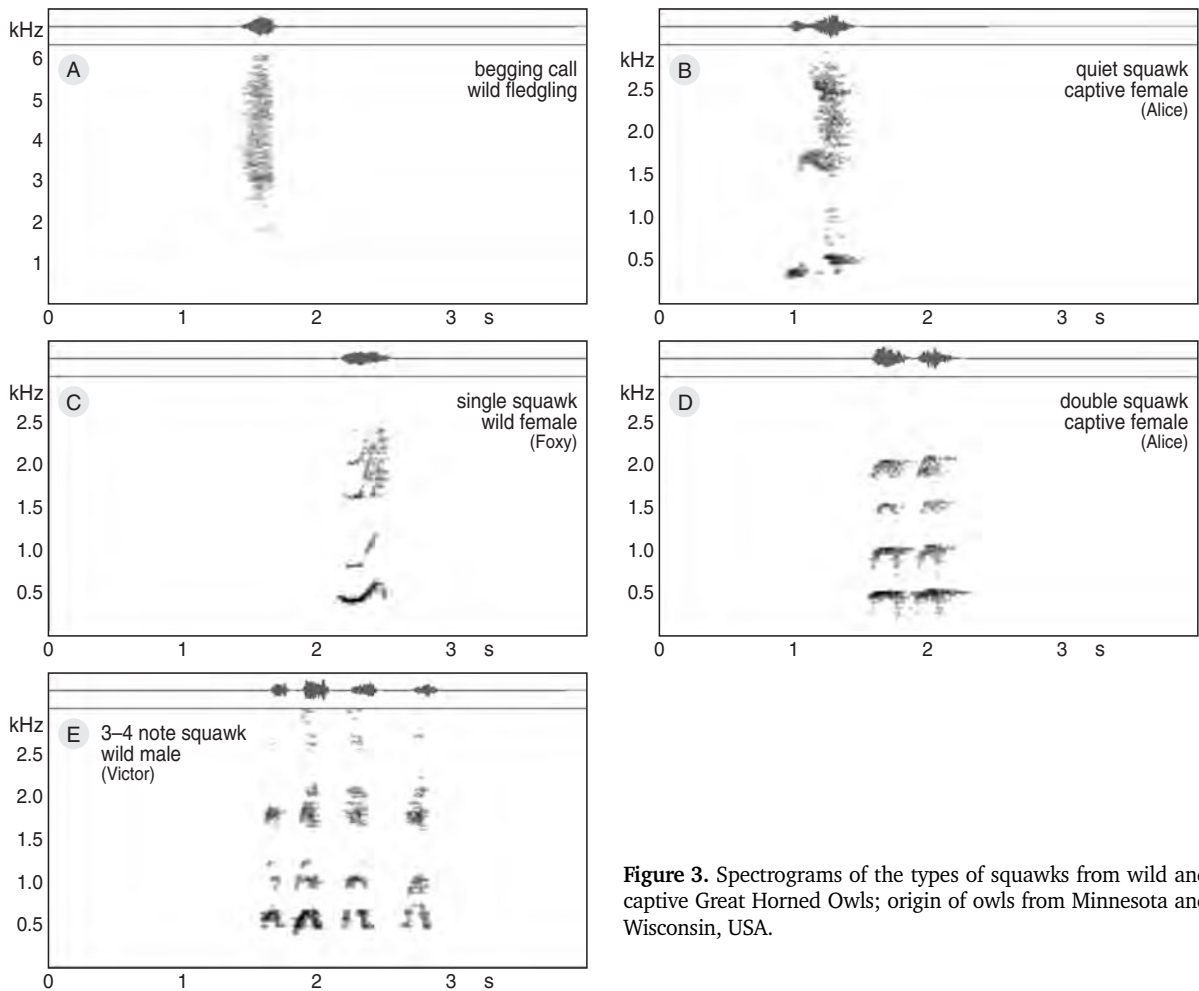 kHz
6
5
4
3
2
1
A
begging call
wild fledgling
0 1 2 3 s
kHz
2.5
2.0
1.5
1.0
0.5
B
quiet squawk
captive female
(Alice)
0 1 2 3 s
kHz
2.5
2.0
1.5
1.0
0.5
C
single squawk
wild female
(Foxy)
0 1 2 3 s
kHz
2.5
2.0
1.5
1.0
0.5
D
double squawk
captive female
(Alice)
0 1 2 3 s
kHz
2.5
2.0
1.5
1.0
0.5
E
3–4 note squawk
wild male
(Victor)
0 1 2 3 s
Figure 3. Spectrograms of the types of squawks from wild and
captive Great Horned Owls; origin of owls from Minnesota and
Wisconsin, USA.